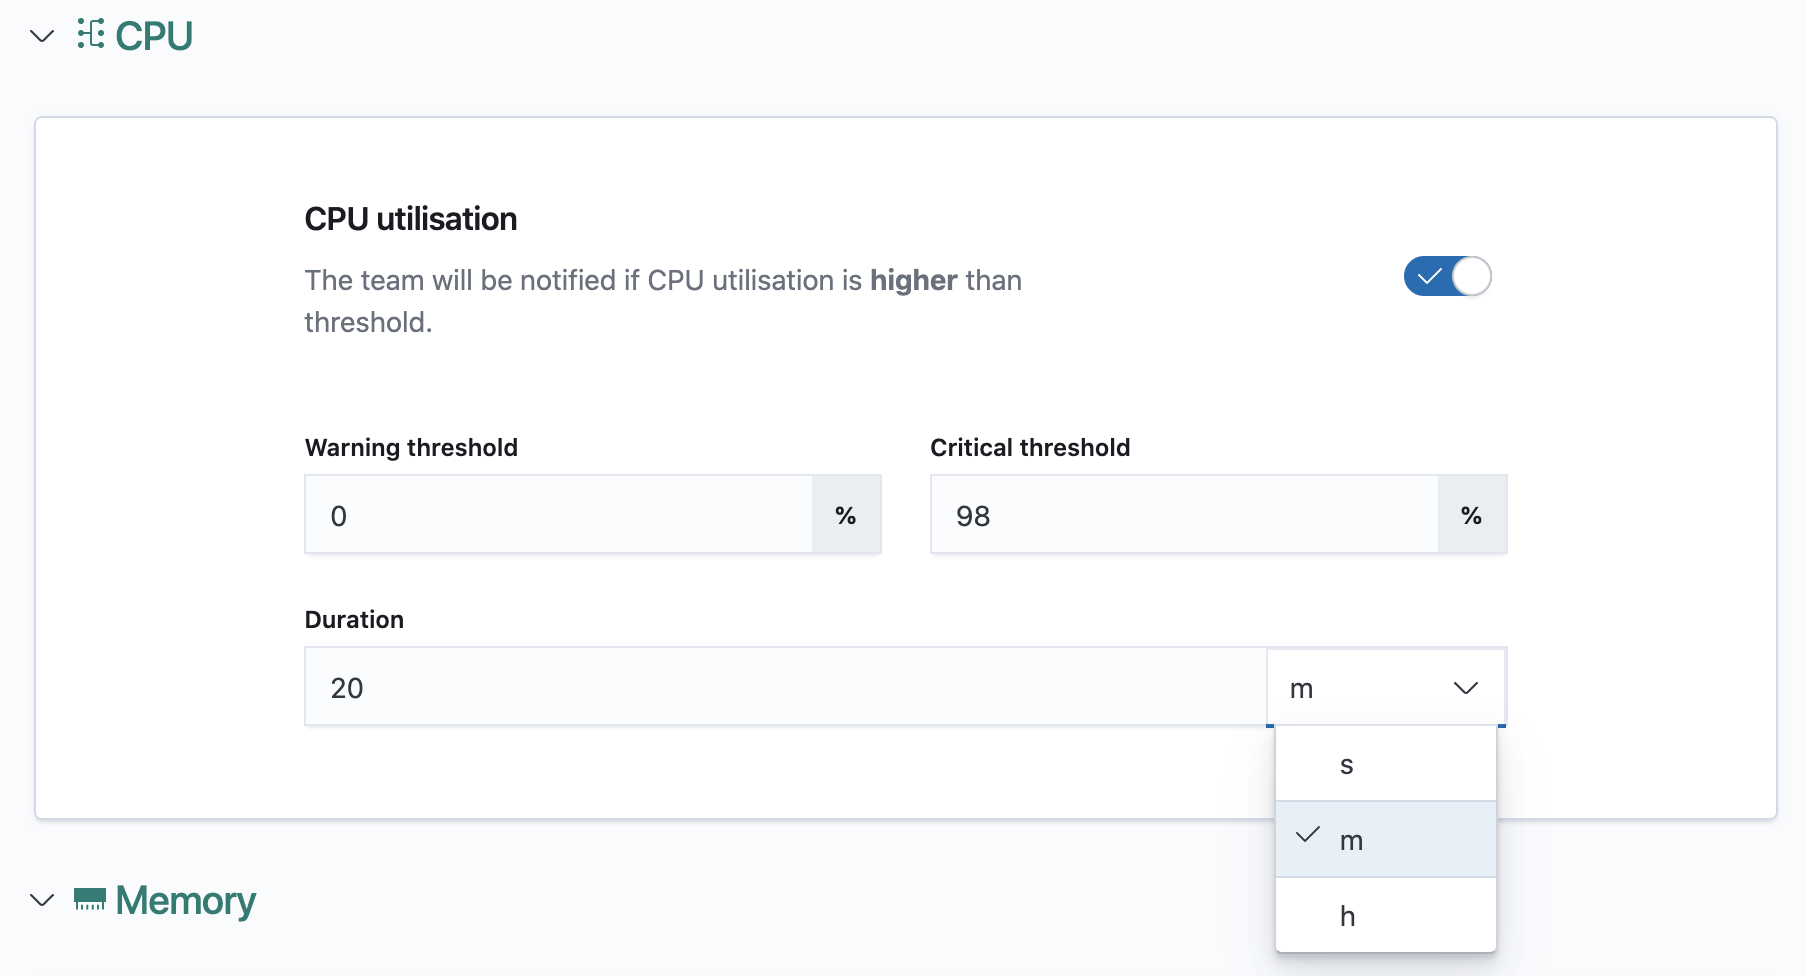 CPU
CPU utilisation
The team will be notified if CPU utilisation is higher than
threshold.
Warning threshold
Critical threshold
0 %
98 %
Duration
20
m
s
m
h
Memory